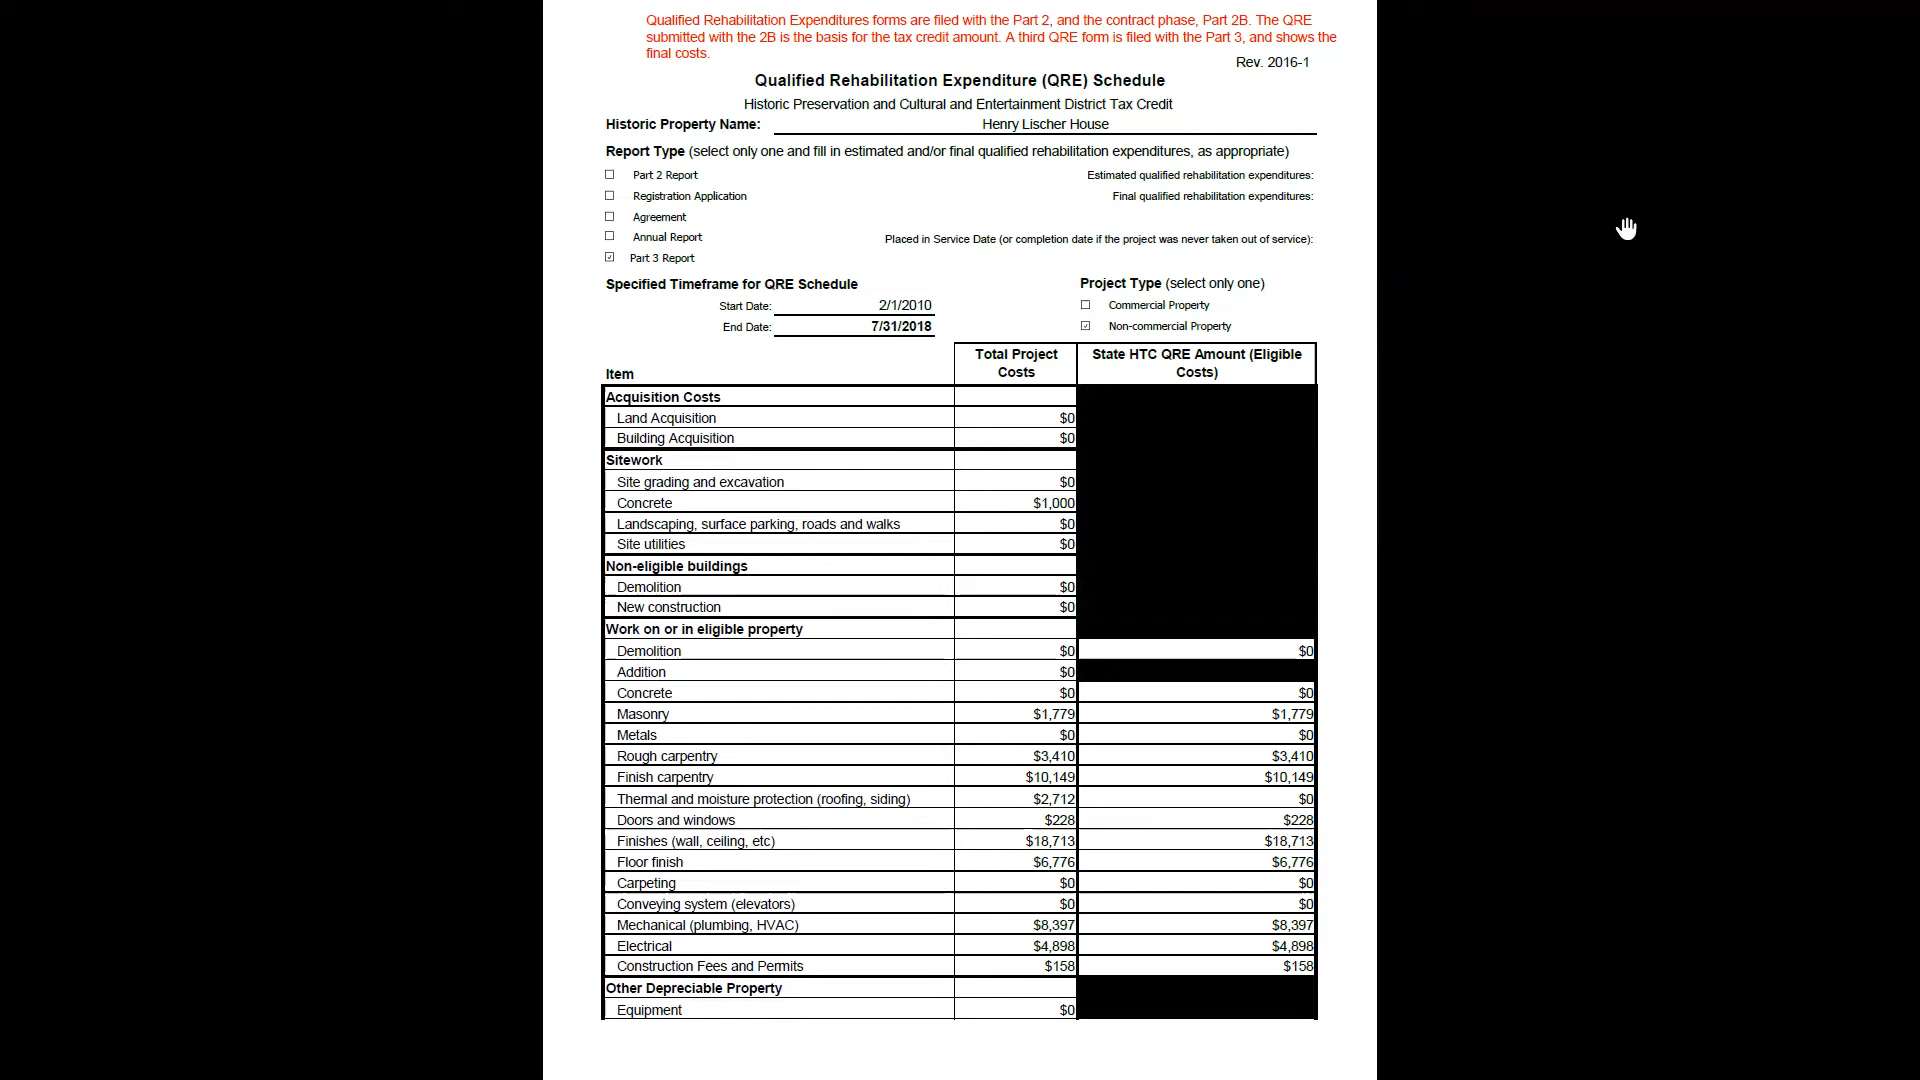 Qualified Rehabilitation Expenditures forms are filed with the Part 2, and the contract phase, Part 2B. The QRE
submitted with the 2B is the basis for the tax credit amount. A third QRE form is filed with the Part 3, and shows the
final costs.
Rev. 2016-1
Qualified Rehabilitation Expenditure (QRE) Schedule
Historic Preservation and Cultural and Entertainment District Tax Credit
Historic Property Name: Henry Lischer House
Report Type (select only one and fill in estimated and/or final qualified rehabilitation expenditures, as appropriate)
Part 2 Report Estimated qualified rehabilitation expenditures:
Registration Application Final qualified rehabilitation expenditures:
Agreement
Annual Report Placed in Service Date (or completion date if the project was never taken out of service):
Part 3 Report
Specified Timeframe for QRE Schedule Project Type (select only one)
Start Date: 2/1/2010 Commercial Property
End Date: 7/31/2018 Non-commercial Property
Item Total Project Costs State HTC QRE Amount (Eligible Costs)
Acquisition Costs
Land Acquisition $0
Building Acquisition $0
Sitework
Site grading and excavation $0
Concrete $1,000
Landscaping, surface parking, roads and walks $0
Site utilities $0
Non-eligible buildings
Demolition $0
New construction $0
Work on or in eligible property
Demolition $0 $0
Addition $0
Concrete $0 $0
Masonry $1,779 $1,779
Metals $0 $0
Rough carpentry $3,410 $3,410
Finish carpentry $10,149 $10,149
Thermal and moisture protection (roofing, siding) $2,712 $0
Doors and windows $228 $228
Finishes (wall, ceiling, etc) $18,713 $18,713
Floor finish $6,776 $6,776
Carpeting $0 $0
Conveying system (elevators) $0 $0
Mechanical (plumbing, HVAC) $8,397 $8,397
Electrical $4,898 $4,898
Construction Fees and Permits $158 $158
Other Depreciable Property
Equipment $0